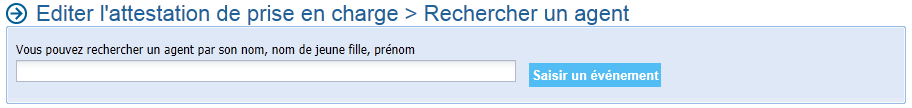 Editer l'attestation de prise en charge > Rechercher un agent
Vous pouvez rechercher un agent par son nom, nom de jeune fille, prénom
Saisir un événement